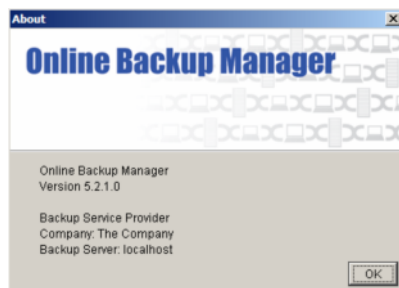 About
Online Backup Manager
Online Backup Manager
Version 5.2.1.0
Backup Service Provider
Company: The Company
Backup Server: localhost
OK